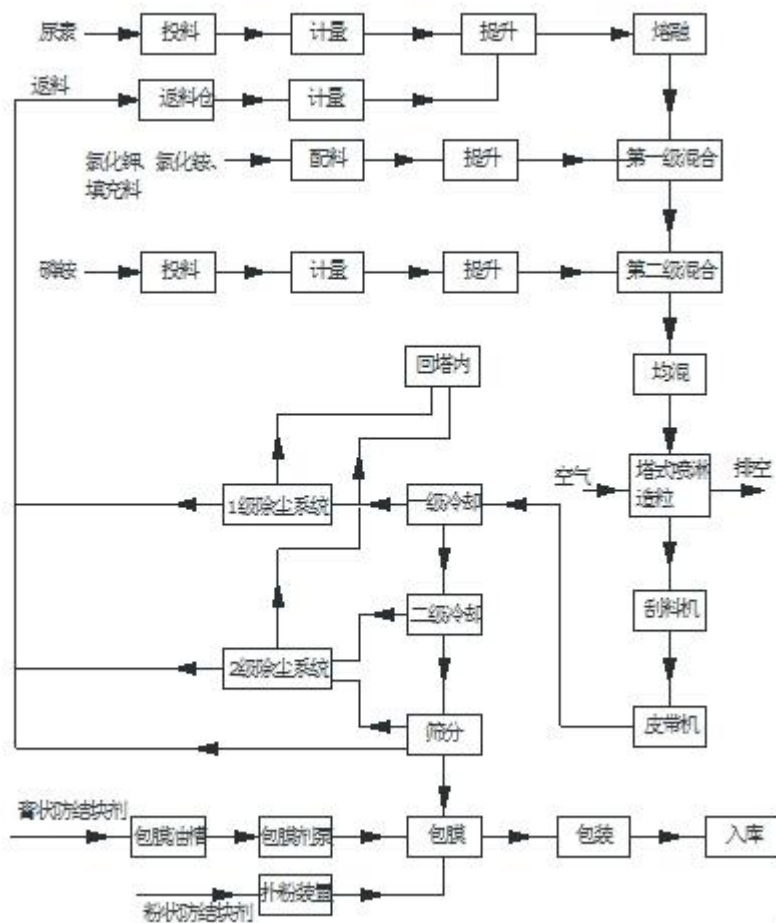 尿素
投料
计量
提升
熔融
返料
返料仓
计量
氯化钾、氯化铵、
填充料
配料
提升
第一级混合
磷铵
投料
计量
提升
第二级混合
回塔内
均混
空气
塔式喷淋
造粒
排空
1级除尘系统
一级冷却
刮料机
二级冷却
2级除尘系统
筛分
皮带机
膏状防结块剂
包膜油槽
包膜剂泵
包膜
包装
入库
粉状防结块剂
扑粉装量